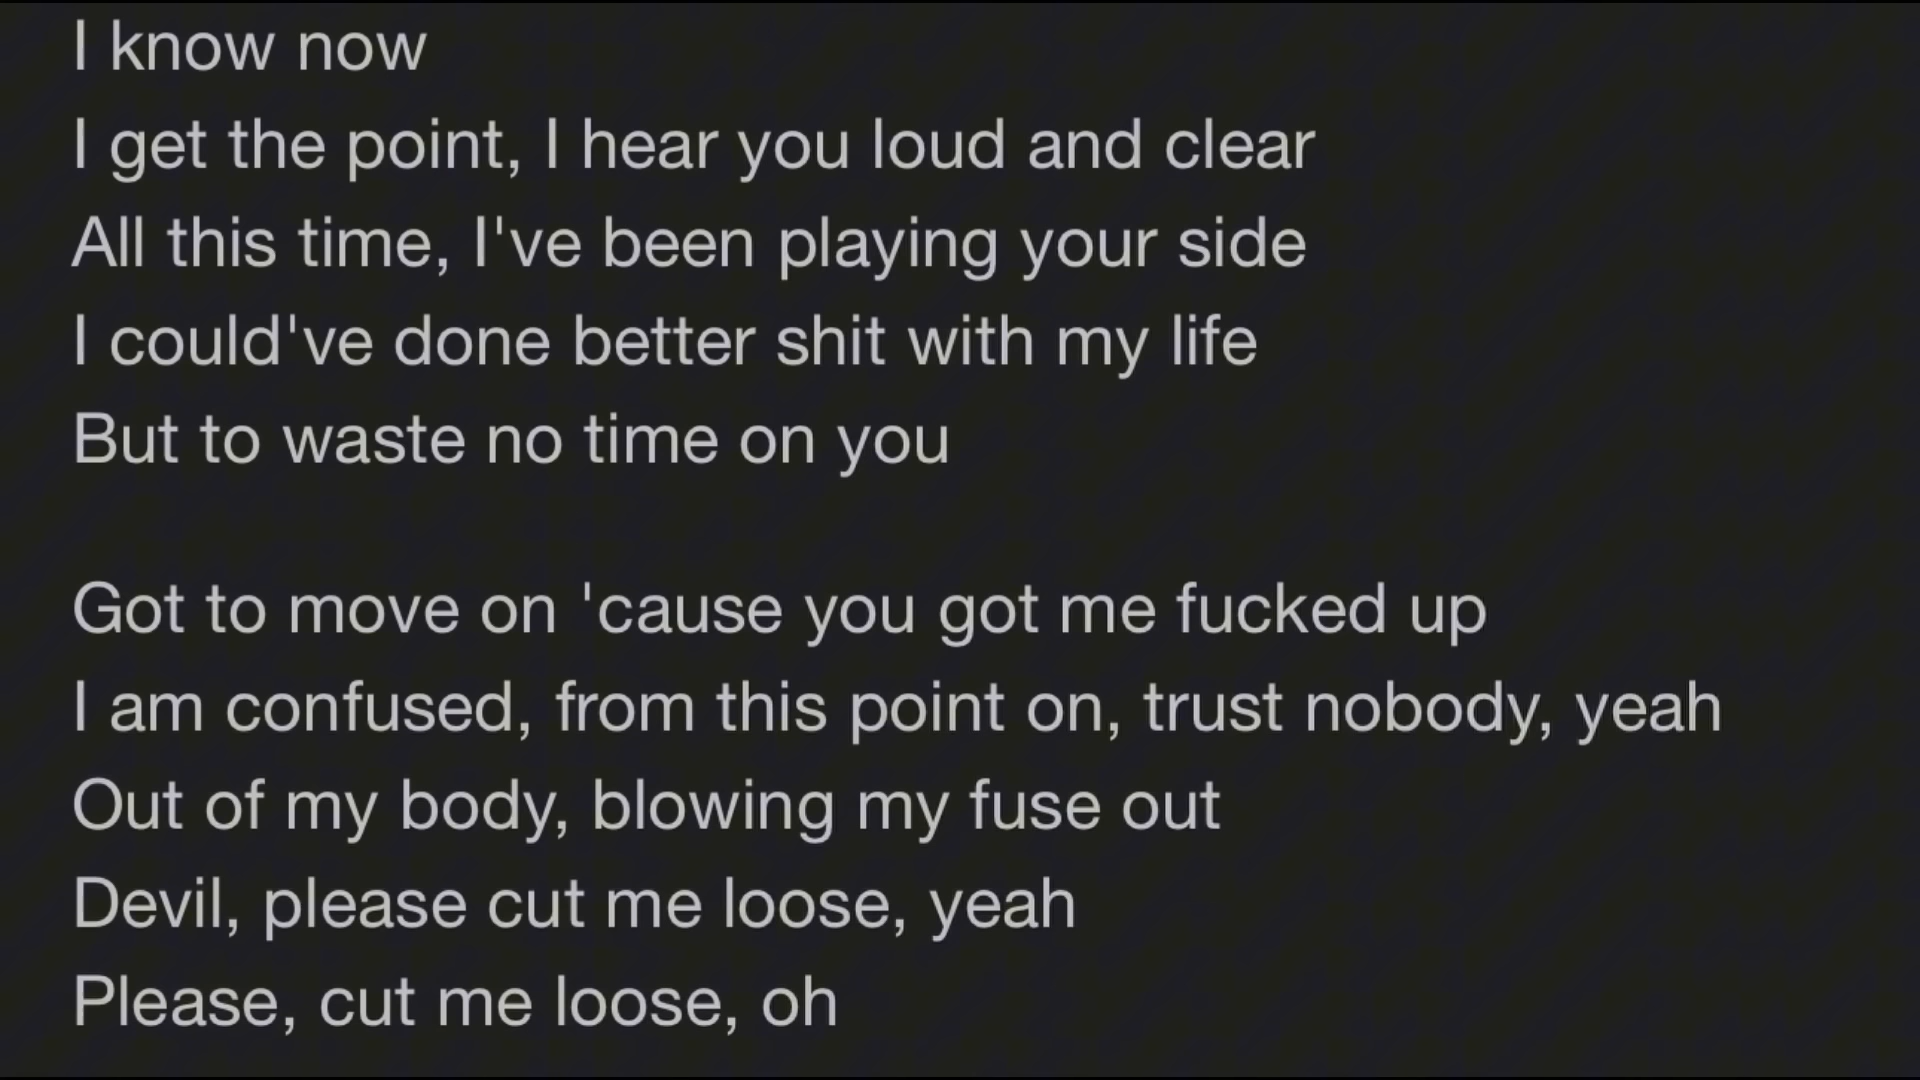 I know now
I get the point, I hear you loud and clear
All this time, I've been playing your side
I could've done better shit with my life
But to waste no time on you
Got to move on 'cause you got me fucked up
I am confused, from this point on, trust nobody, yeah
Out of my body, blowing my fuse out
Devil, please cut me loose, yeah
Please, cut me loose, oh